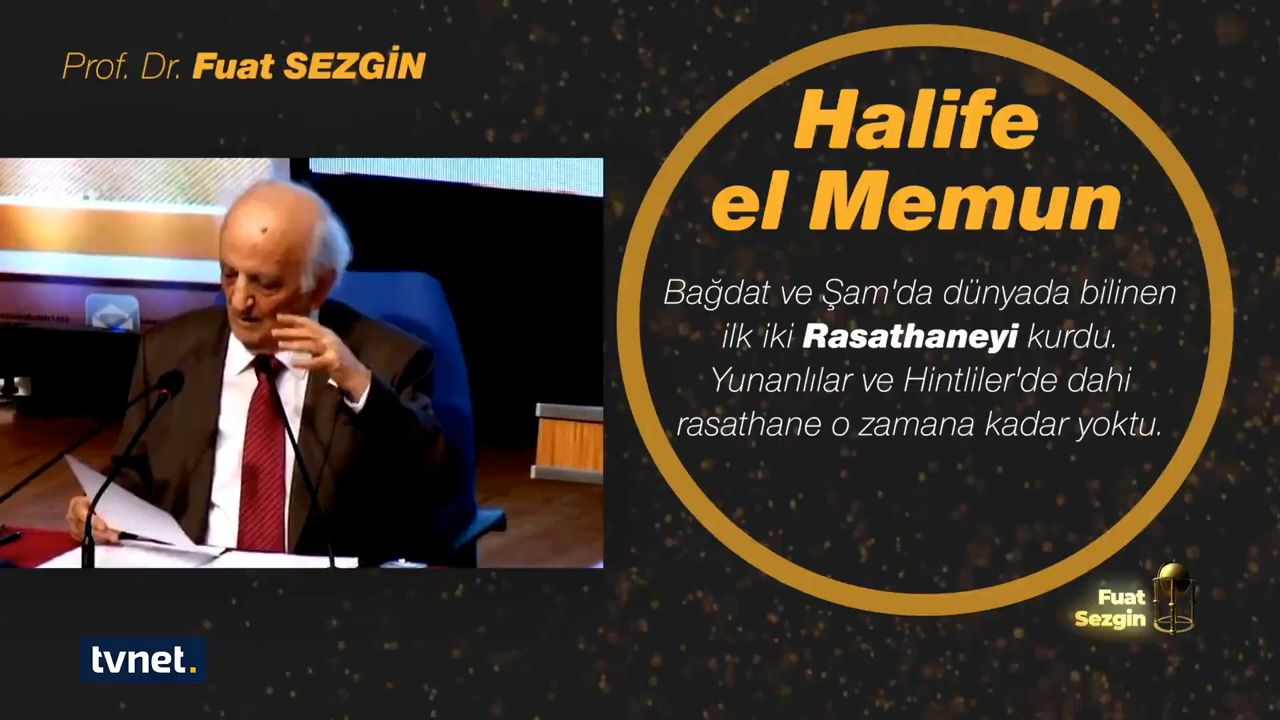 Prof. Dr. Fuat SEZGİN
Halife
el Memun
Bağdat ve Şam'da dünyada bilinen
ilk iki Rasathaneyi kurdu.
Yunanlılar ve Hintliler'de dahi
rasathane o zamana kadar yoktu.
Fuat
Sezgin
tvnet.